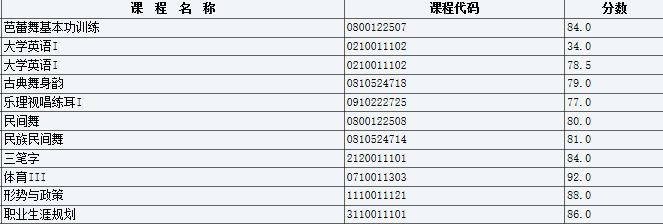 课 程 名 称 课程代码 分数
芭蕾舞基本功训练 0800122507 84.0
大学英语I 0210011102 34.0
大学英语I 0210011102 78.5
古典舞身韵 0810524718 79.0
乐理视唱练耳I 0910222725 77.0
民间舞 0800122508 80.0
民族民间舞 0810524714 81.0
三笔字 2120011101 84.0
体育III 0710011303 92.0
形势与政策 1110011121 88.0
职业生涯规划 3110011101 86.0